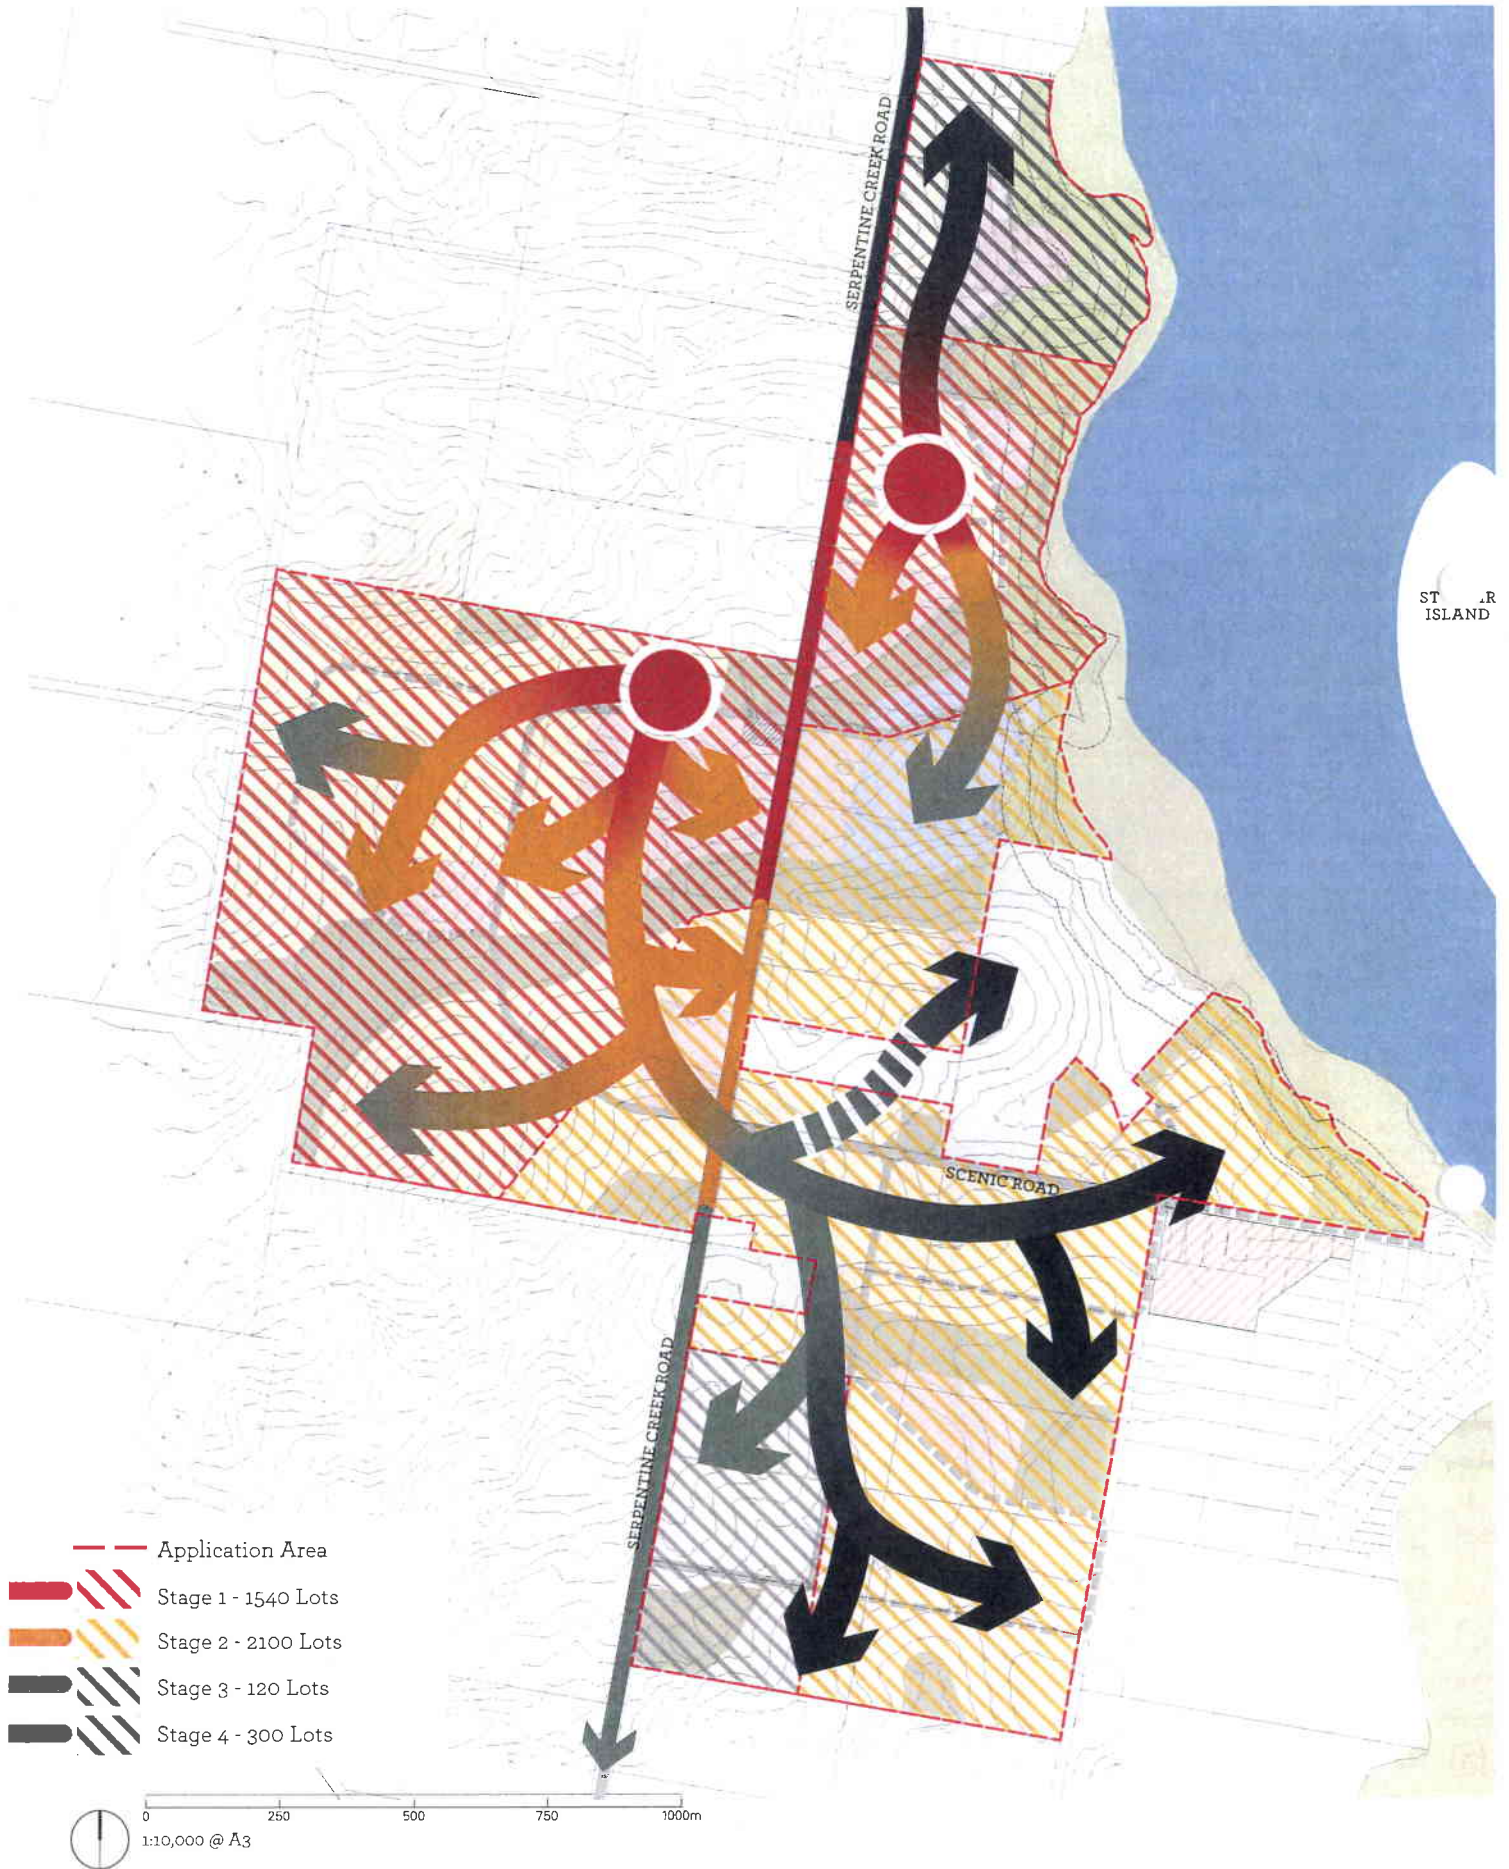 SERPENTINE CREEK ROAD
ISLAND
SCENIC ROAD
SERPENTINE CREEK ROAD
Application Area
Stage 1 - 1540 Lots
Stage 2 - 2100 Lots
Stage 3 - 120 Lots
Stage 4 - 300 Lots
0 250 500 750 1000m
1:10,000 @ A3